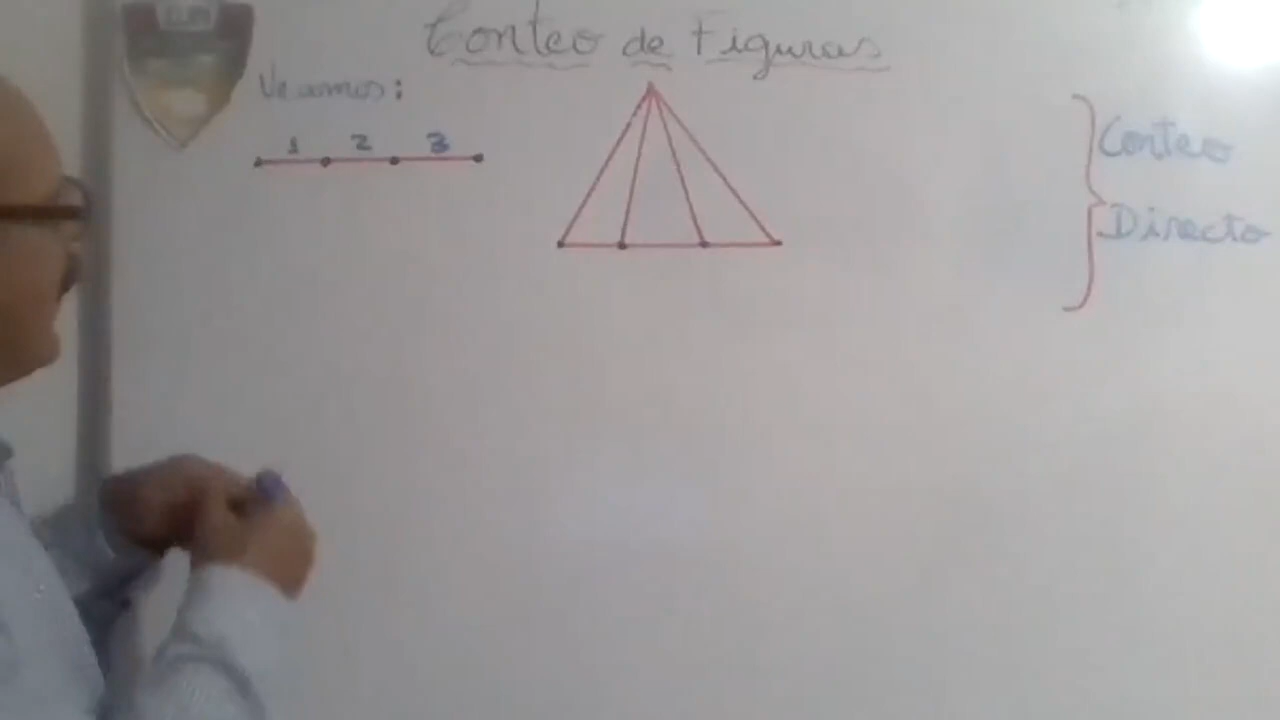 Conteo de Figuras
Veamos:
1 2 3
Conteo
Directo